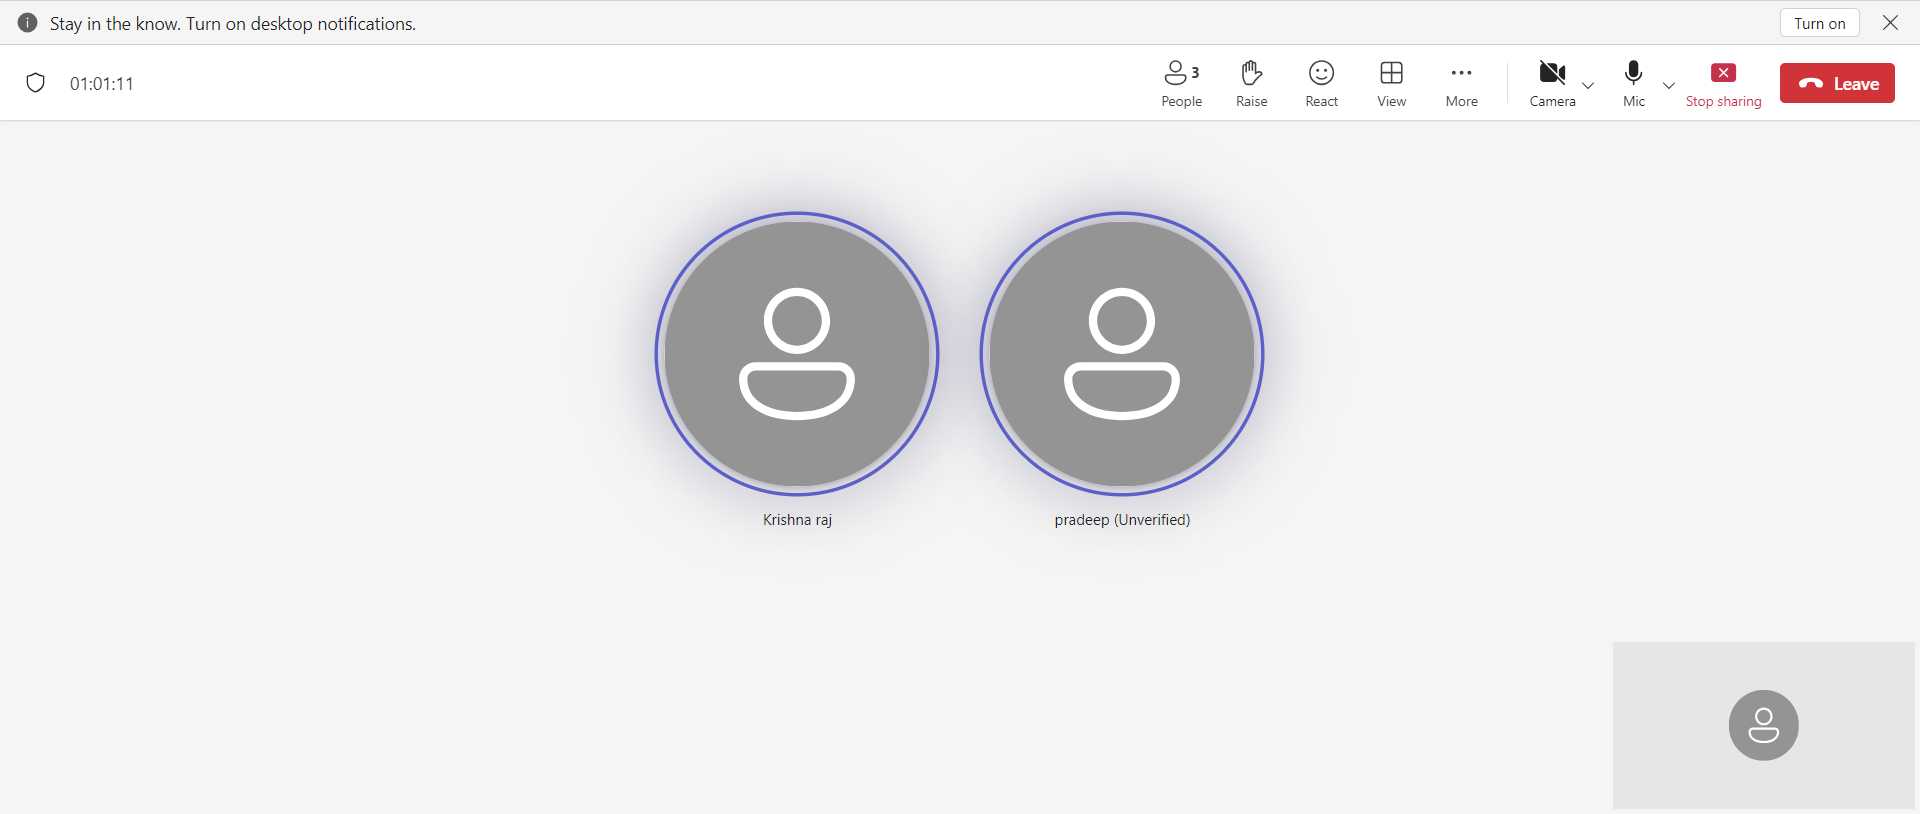 Stay in the know. Turn on desktop notifications.
Turn on
01:01:11
3
People
Raise
React
View
More
Camera
Mic
Stop sharing
Leave
Krishna raj
pradeep (Unverified)